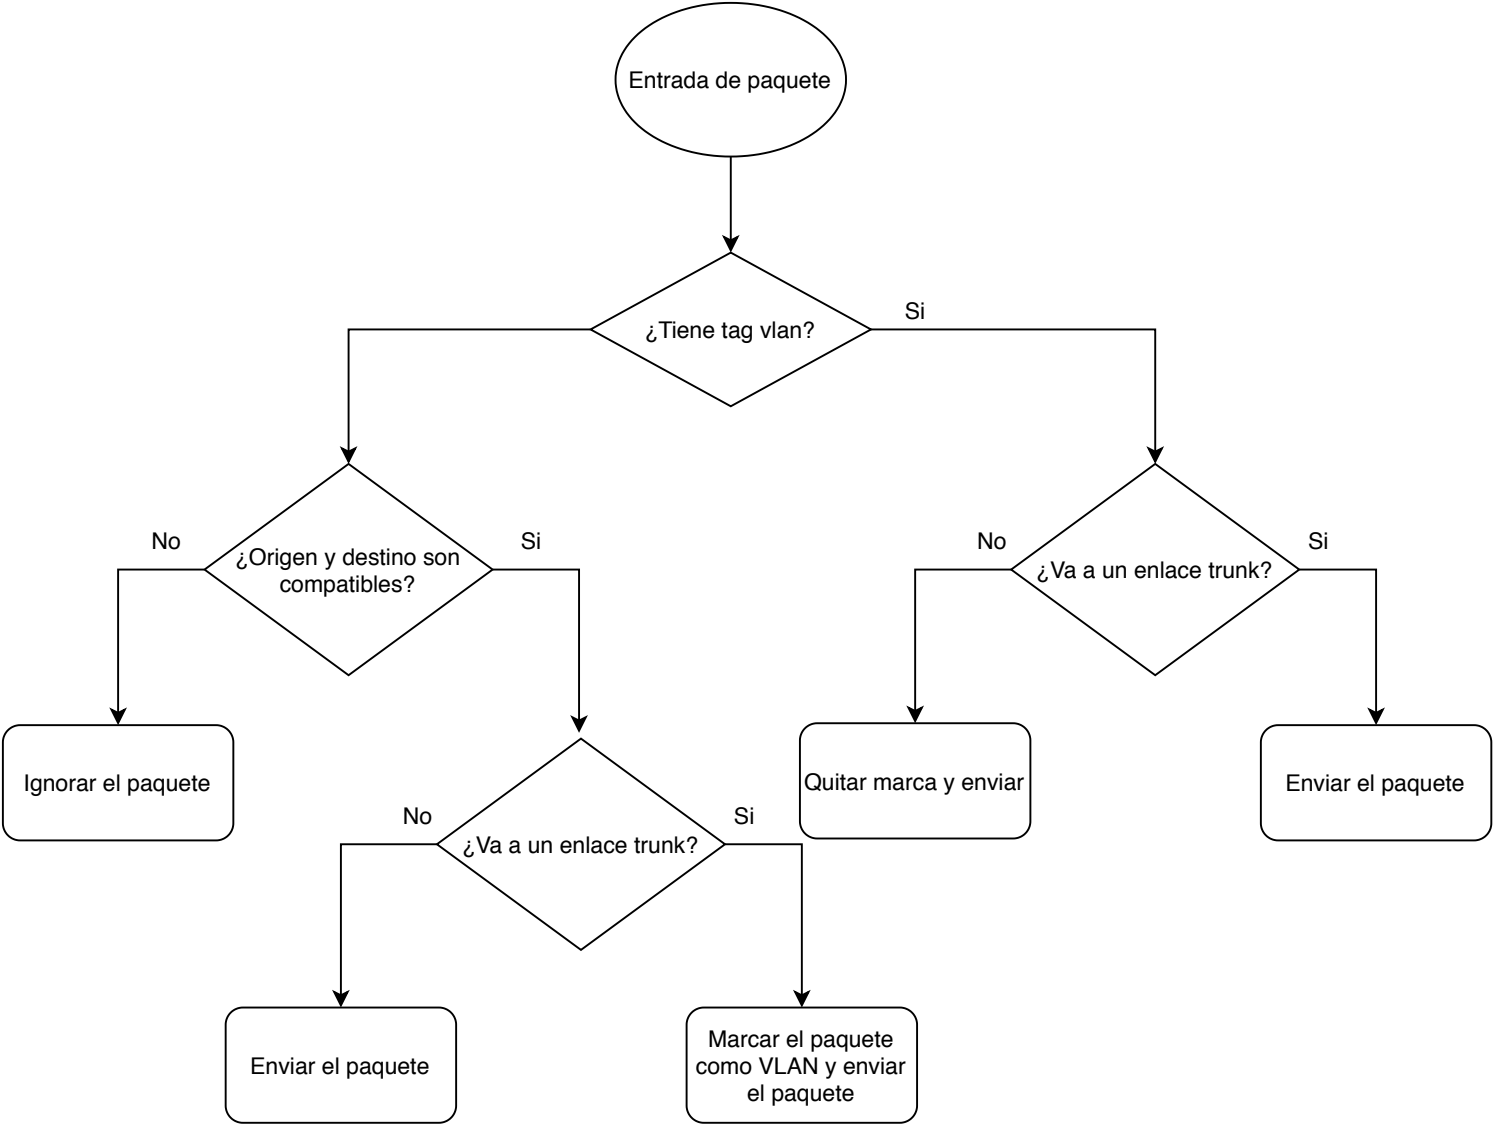 Entrada de paquete
¿Tiene tag vlan?
Si
No
¿Origen y destino son
compatibles?
Si
No
¿Va a un enlace trunk?
Si
Ignorar el paquete
Quitar marca y enviar
Enviar el paquete
No
¿Va a un enlace trunk?
Si
Enviar el paquete
Marcar el paquete
como VLAN y enviar
el paquete